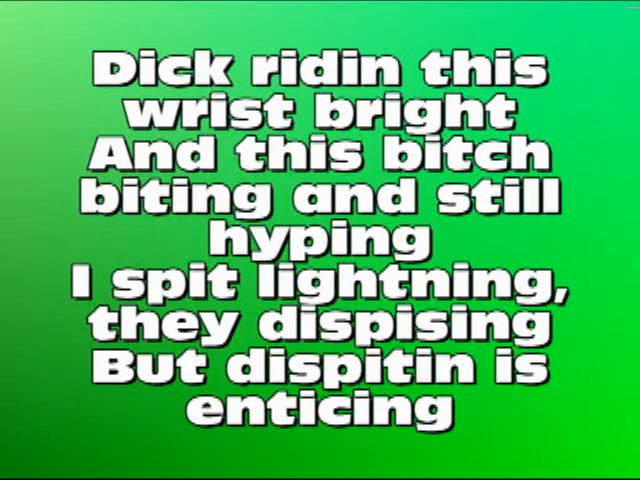 Dick ridin this
wrist bright
And this bitch
biting and still
hyping
I spit lightning,
they dispising
But dispitin is
enticing